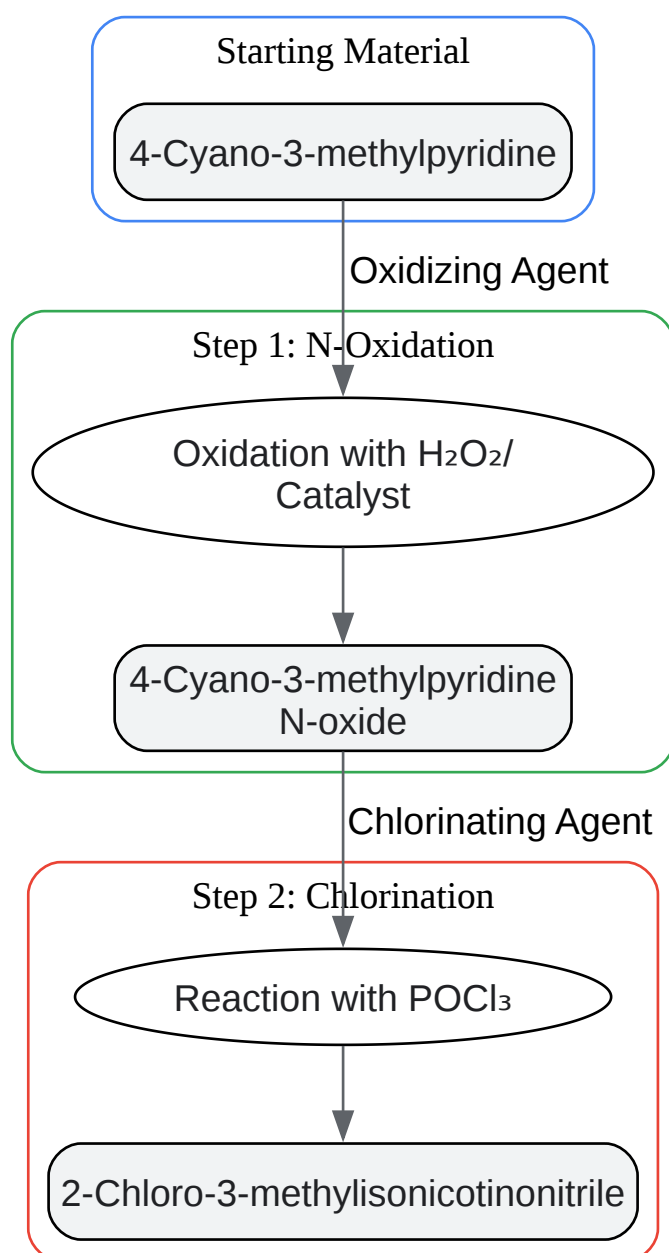 Starting Material
4-Cyano-3-methylpyridine
Oxidizing Agent
Step 1: N-Oxidation
Oxidation with H₂O₂/
Catalyst
4-Cyano-3-methylpyridine
N-oxide
Chlorinating Agent
Step 2: Chlorination
Reaction with POCl₃
2-Chloro-3-methylisonicotinonitrile